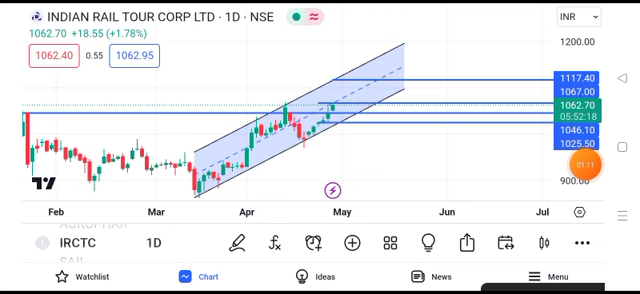 INDIAN RAIL TOUR CORP LTD · 1D · NSE
INR
1062.70 +18.55 (+1.78%)
1062.40 0.55 1062.95
1200.00
1117.40
1067.00
1062.70
05:52:18
1046.10
1025.50
01:11
900.00
Feb Mar Apr May Jun Jul
IRCTC 1D
SAIL
Watchlist Chart Ideas News Menu